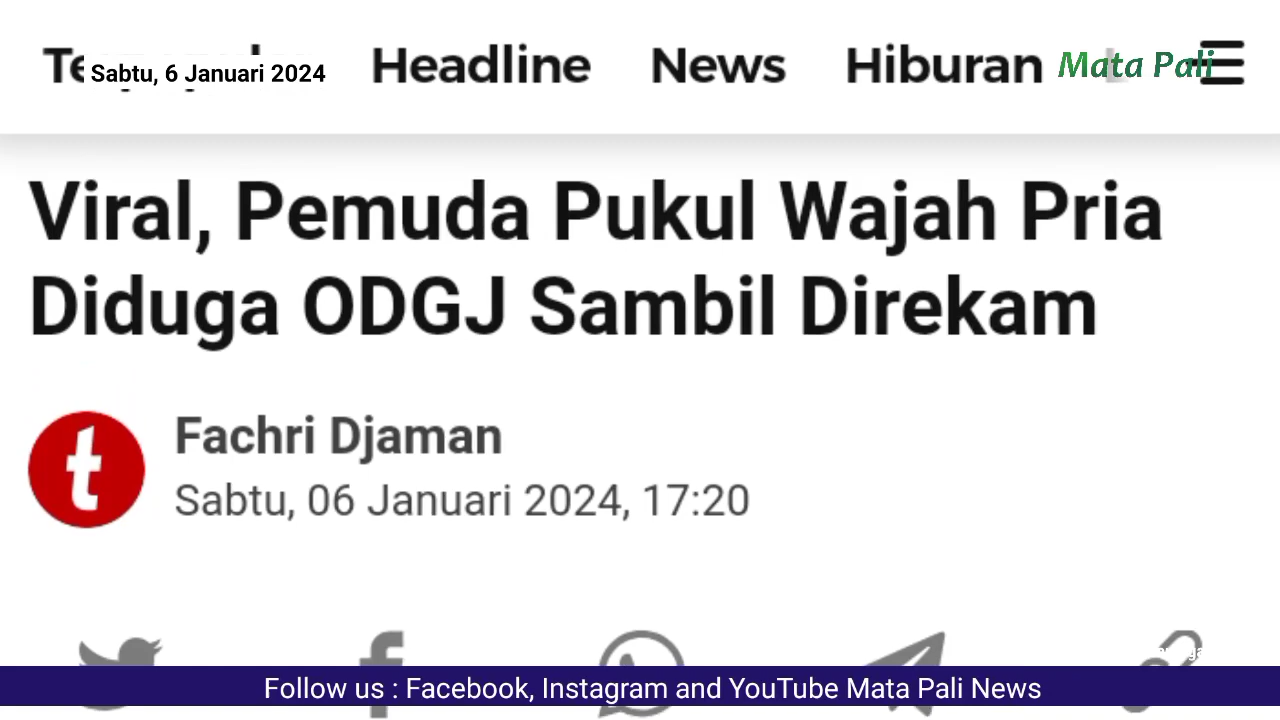 Sabtu, 6 Januari 2024 Headline News Hiburan Mata Pali
Viral, Pemuda Pukul Wajah Pria
Diduga ODGJ Sambil Direkam
t
Fachri Djaman
Sabtu, 06 Januari 2024, 17:20
Follow us : Facebook, Instagram and YouTube Mata Pali News